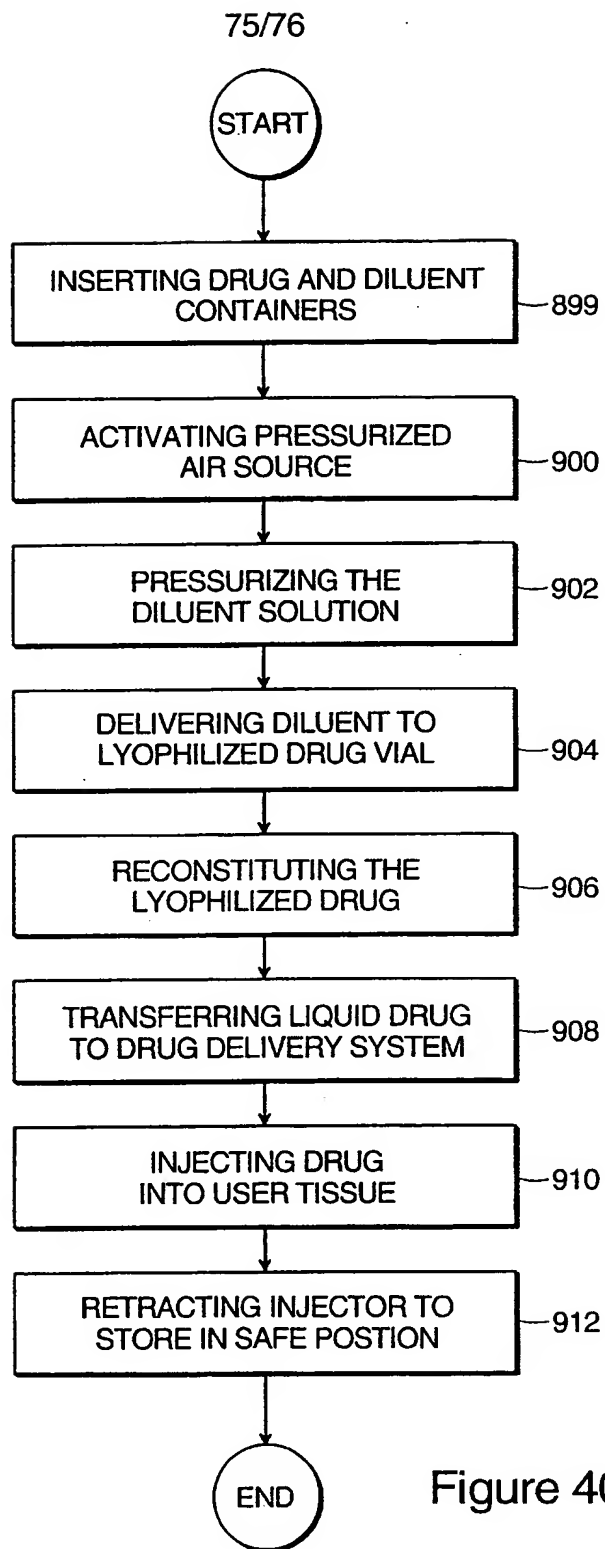 75/76
START
INSERTING DRUG AND DILUENT
CONTAINERS
899
ACTIVATING PRESSURIZED
AIR SOURCE
900
PRESSURIZING THE
DILUENT SOLUTION
902
DELIVERING DILUENT TO
LYOPHILIZED DRUG VIAL
904
RECONSTITUTING THE
LYOPHILIZED DRUG
906
TRANSFERRING LIQUID DRUG
TO DRUG DELIVERY SYSTEM
908
INJECTING DRUG
INTO USER TISSUE
910
RETRACTING INJECTOR TO
STORE IN SAFE POSTION
912
END
Figure 40